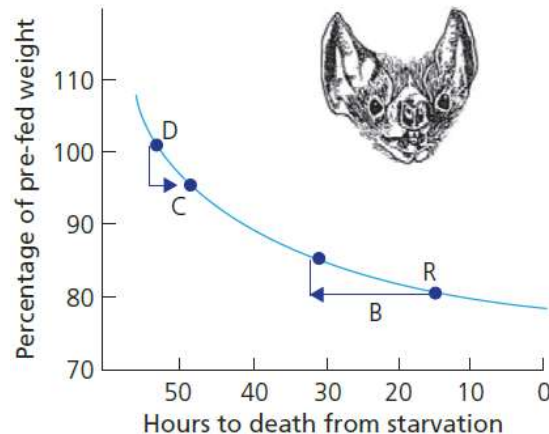 Percentage of pre-fed weight
110
100
90
80
70
D
C
R
B
50 40 30 20 10 0
Hours to death from starvation